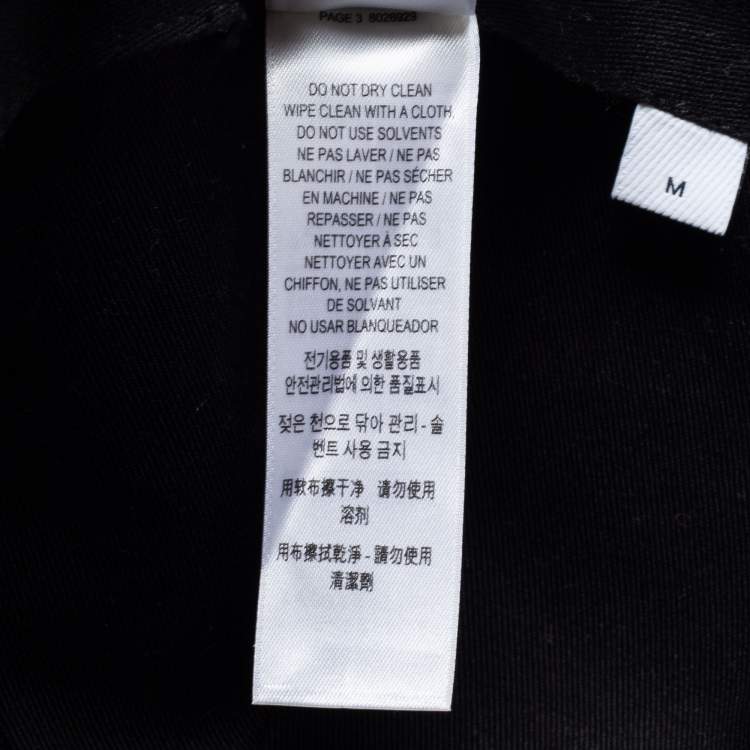 PAGE 3 8026928
DO NOT DRY CLEAN
WIPE CLEAN WITH A CLOTH,
DO NOT USE SOLVENTS
NE PAS LAVER / NE PAS
BLANCHIR / NE PAS SÉCHER
EN MACHINE / NE PAS
REPASSER / NE PAS
NETTOYER À SEC
NETTOYER AVEC UN
CHIFFON, NE PAS UTILISER
DE SOLVANT
NO USAR BLANQUEADOR
전기용품 및 생활용품
안전관리법에 의한 품질표시
젖은 천으로 닦아 관리 - 솔
벤트 사용 금지
用软布擦干净 请勿使用
溶剂
用布擦拭乾淨 - 請勿使用
清潔劑
M